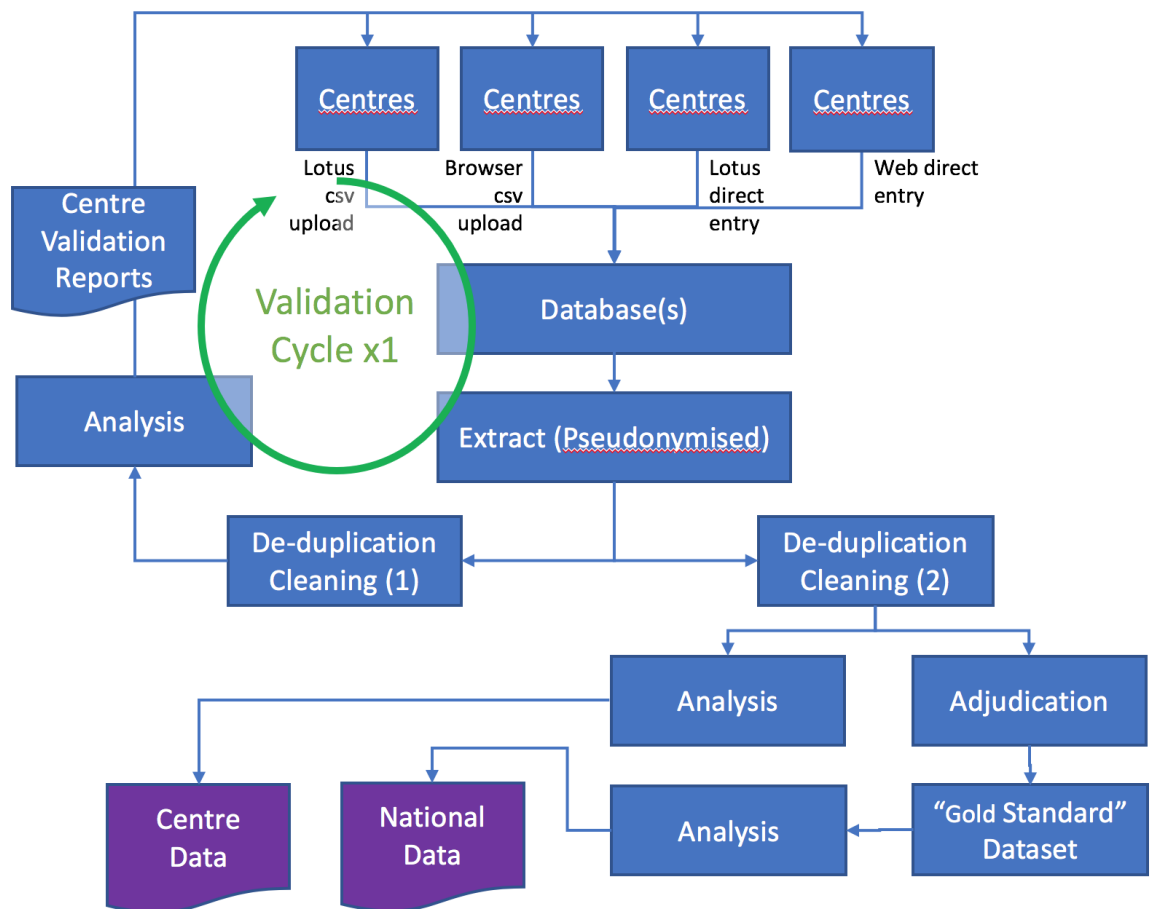 Centres
Centres
Centres
Centres
Lotus
csv
upload
Browser
csv
upload
Lotus
direct
entry
Web direct
entry
Centre
Validation
Reports
Validation
Cycle x1
Database(s)
Analysis
Extract (Pseudonymised)
De-duplication
Cleaning (1)
De-duplication
Cleaning (2)
Analysis
Adjudication
Centre
Data
National
Data
Analysis
“Gold Standard”
Dataset